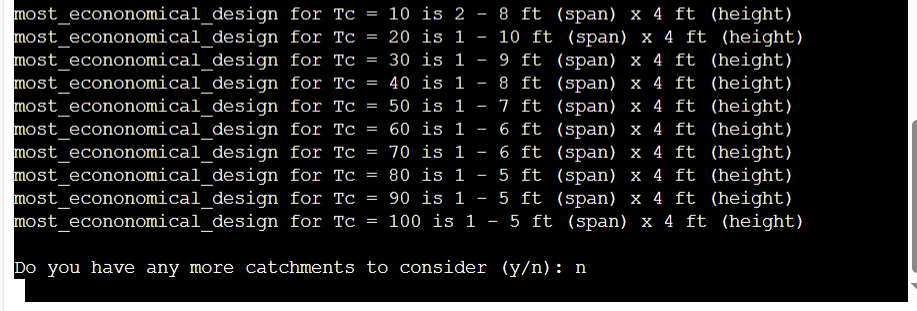 most_econonomical_design for Tc = 10 is 2 - 8 ft (span) x 4 ft (height)
most_econonomical_design for Tc = 20 is 1 - 10 ft (span) x 4 ft (height)
most_econonomical_design for Tc = 30 is 1 - 9 ft (span) x 4 ft (height)
most_econonomical_design for Tc = 40 is 1 - 8 ft (span) x 4 ft (height)
most_econonomical_design for Tc = 50 is 1 - 7 ft (span) x 4 ft (height)
most_econonomical_design for Tc = 60 is 1 - 6 ft (span) x 4 ft (height)
most_econonomical_design for Tc = 70 is 1 - 6 ft (span) x 4 ft (height)
most_econonomical_design for Tc = 80 is 1 - 5 ft (span) x 4 ft (height)
most_econonomical_design for Tc = 90 is 1 - 5 ft (span) x 4 ft (height)
most_econonomical_design for Tc = 100 is 1 - 5 ft (span) x 4 ft (height)
Do you have any more catchments to consider (y/n): n